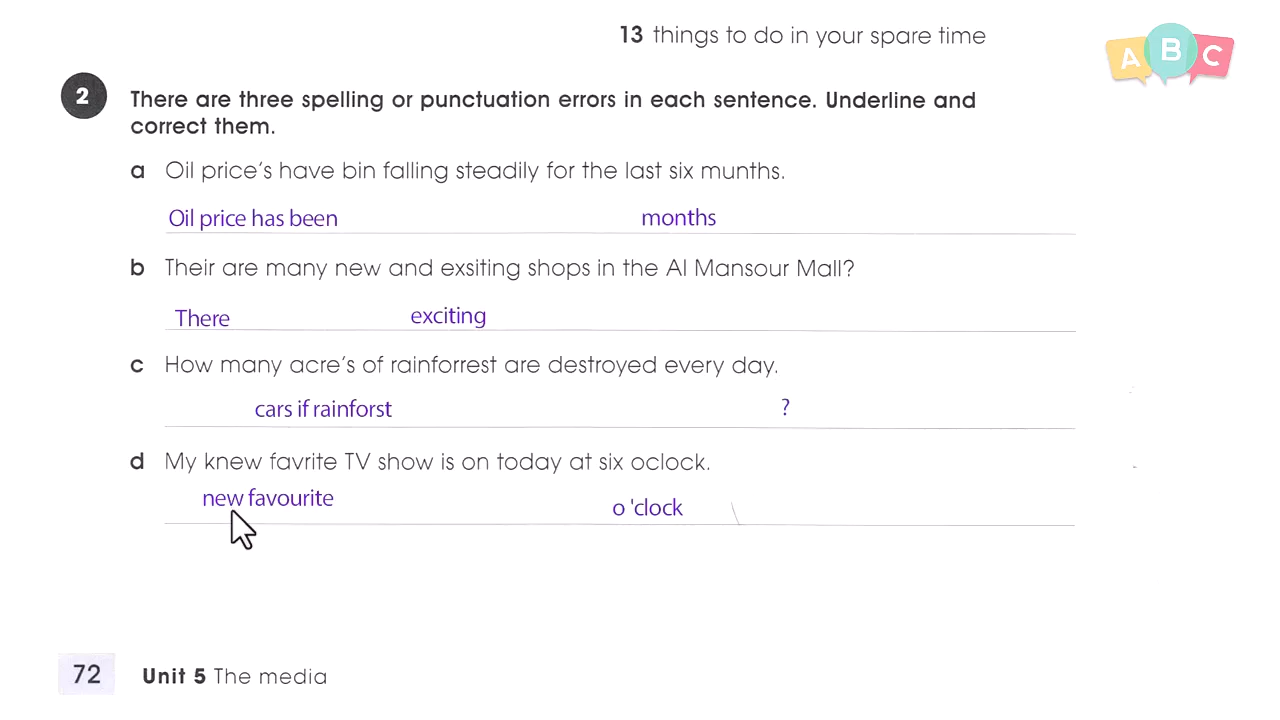 13 things to do in your spare time
A B C
2 There are three spelling or punctuation errors in each sentence. Underline and
correct them.
a Oil price's have bin falling steadily for the last six munths.
Oil price has been months
b Their are many new and exsiting shops in the Al Mansour Mall?
There exciting
c How many acre's of rainforrest are destroyed every day.
cars if rainforst ?
d My knew favrite TV show is on today at six oclock.
new favourite o 'clock
72 Unit 5 The media